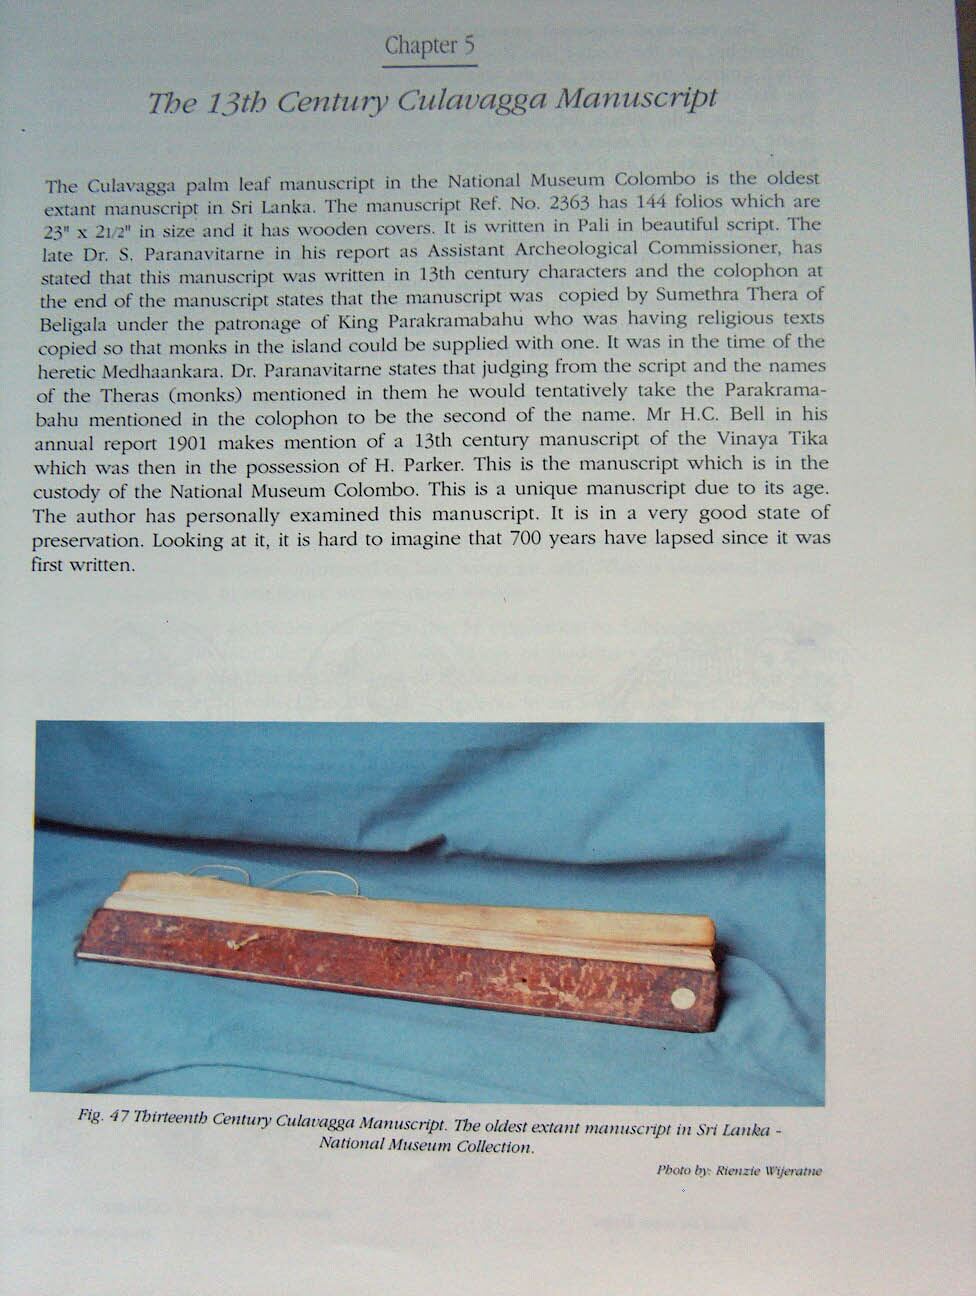 Chapter 5
The 13th Century Culavagga Manuscript
The Culavagga palm leaf manuscript in the National Museum Colombo is the oldest
extant manuscript in Sri Lanka. The manuscript Ref. No. 2363 has 144 folios which are
23" x 21/2" in size and it has wooden covers. It is written in Pali in beautiful script. The
late Dr. S. Paranavitarne in his report as Assistant Archeological Commissioner, has
stated that this manuscript was written in 13th century characters and the colophon at
the end of the manuscript states that the manuscript was copied by Sumethra Thera of
Beligala under the patronage of King Parakramabahu who was having religious texts
copied so that monks in the island could be supplied with one. It was in the time of the
heretic Medhaankara. Dr. Paranavitarne states that judging from the script and the names
of the Theras (monks) mentioned in them he would tentatively take the Parakrama-
bahu mentioned in the colophon to be the second of the name. Mr H.C. Bell in his
annual report 1901 makes mention of a 13th century manuscript of the Vinaya Tika
which was then in the possession of H. Parker. This is the manuscript which is in the
custody of the National Museum Colombo. This is a unique manuscript due to its age.
The author has personally examined this manuscript. It is in a very good state of
preservation. Looking at it, it is hard to imagine that 700 years have lapsed since it was
first written.
Fig. 47 Thirteenth Century Culavagga Manuscript. The oldest extant manuscript in Sri Lanka -
National Museum Collection.
Photo by: Rienzie Wijeratne